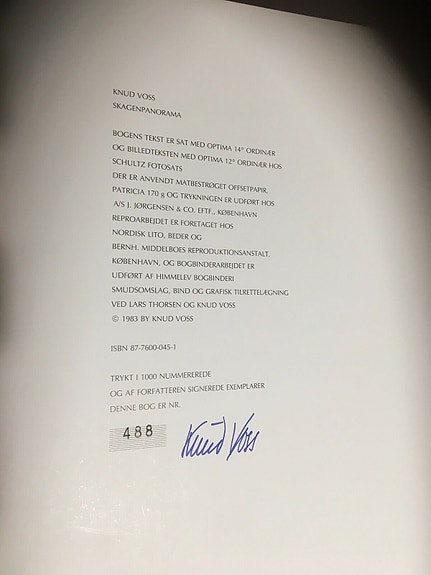 KNUD VOSS
SKAGENPANORAMA
BOGENS TEKST ER SAT MED OPTIMA 14° ORDINÆR
OG BILLEDTEKSTEN MED OPTIMA 12° ORDINÆR HOS
SCHULTZ FOTOSATS
DER ER ANVENDT MATBESTRØGET OFFSETPAPIR,
PATRICIA 170 g OG TRYKNINGEN ER UDFØRT HOS
A/S J. JØRGENSEN & CO. EFTF., KØBENHAVN
REPROARBEJDET ER FORETAGET HOS
NORDISK LITO, BEDER OG
BERNH. MIDDELBOES REPRODUKTIONSANSTALT,
KØBENHAVN, OG BOGBINDERARBEJDET ER
UDFØRT AF HIMMELEV BOGBINDERI
SMUDSOMSLAG, BIND OG GRAFISK TILRETTELÆGNING
VED LARS THORSEN OG KNUD VOSS
© 1983 BY KNUD VOSS
ISBN 87-7600-045-1
TRYKT I 1000 NUMMEREREDE
OG AF FORFATTEREN SIGNEREDE EXEMPLARER
DENNE BOG ER NR.
488 Knud Voss